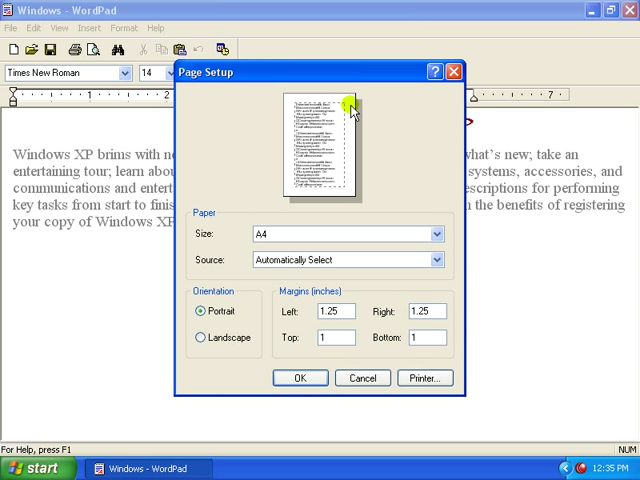 Windows - WordPad
File Edit View Insert Format Help
Times New Roman 14
Page Setup
1 2 7
Windows XP brims with ne what's new; take an
entertaining tour; learn abou systems, accessories, and
communications and entert escriptions for performing
key tasks from start to finis n the benefits of registering
your copy of Windows XP
Paper
Size: A4
Source: Automatically Select
Orientation
Portrait
Landscape
Margins (inches)
Left: 1.25 Right: 1.25
Top: 1 Bottom: 1
OK Cancel Printer...
For Help, press F1 NUM
start Windows - WordPad 12:35 PM